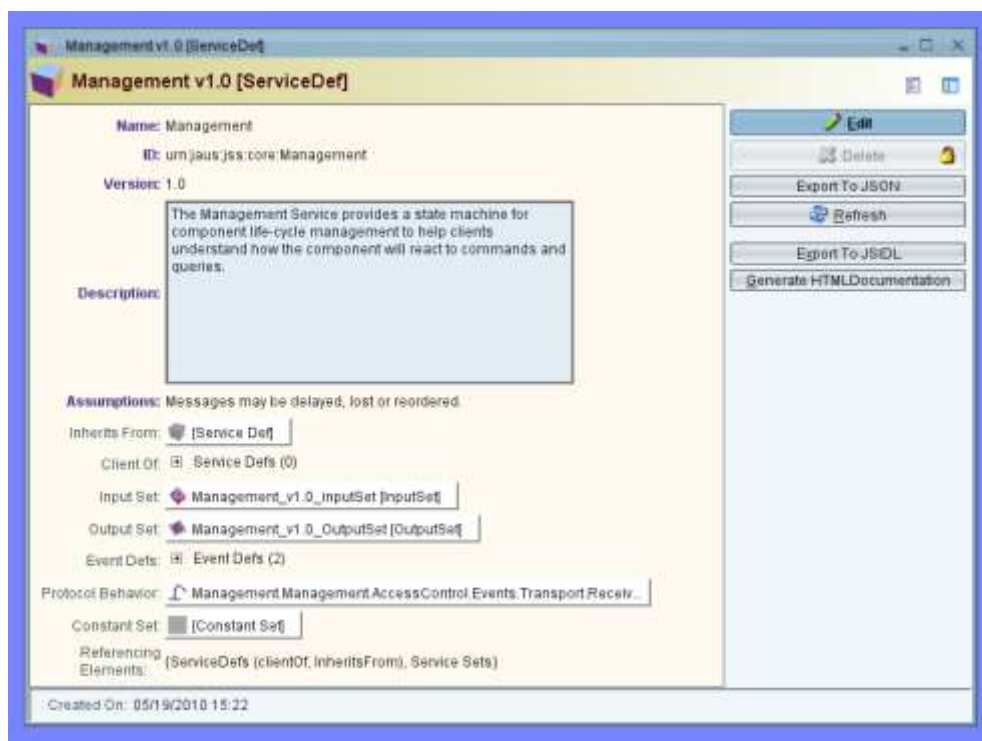 Management v1.0 [ServiceDef]
Management v1.0 [ServiceDef]
Name: Management
ID: urn:jaus:jss:core:Management
Version: 1.0
The Management Service provides a state machine for
component life-cycle management to help clients
understand how the component will react to commands and
queries.
Description:
Assumptions: Messages may be delayed, lost or reordered.
Inherits From: [Service Def]
Client Of: Service Defs (0)
Input Set: Management_v1.0_InputSet [InputSet]
Output Set: Management_v1.0_OutputSet [OutputSet]
Event Defs: Event Defs (2)
Protocol Behavior: Management.Management.AccessControl.Events.Transport.Receiv...
Constant Set: [Constant Set]
Referencing
Elements: {ServiceDefs (clientOf, InheritsFrom), Service Sets}
Created On: 05/19/2010 15:22
Edit
Delete
Export To JSON
Refresh
Export To JSIDL
Generate HTMLDocumentation